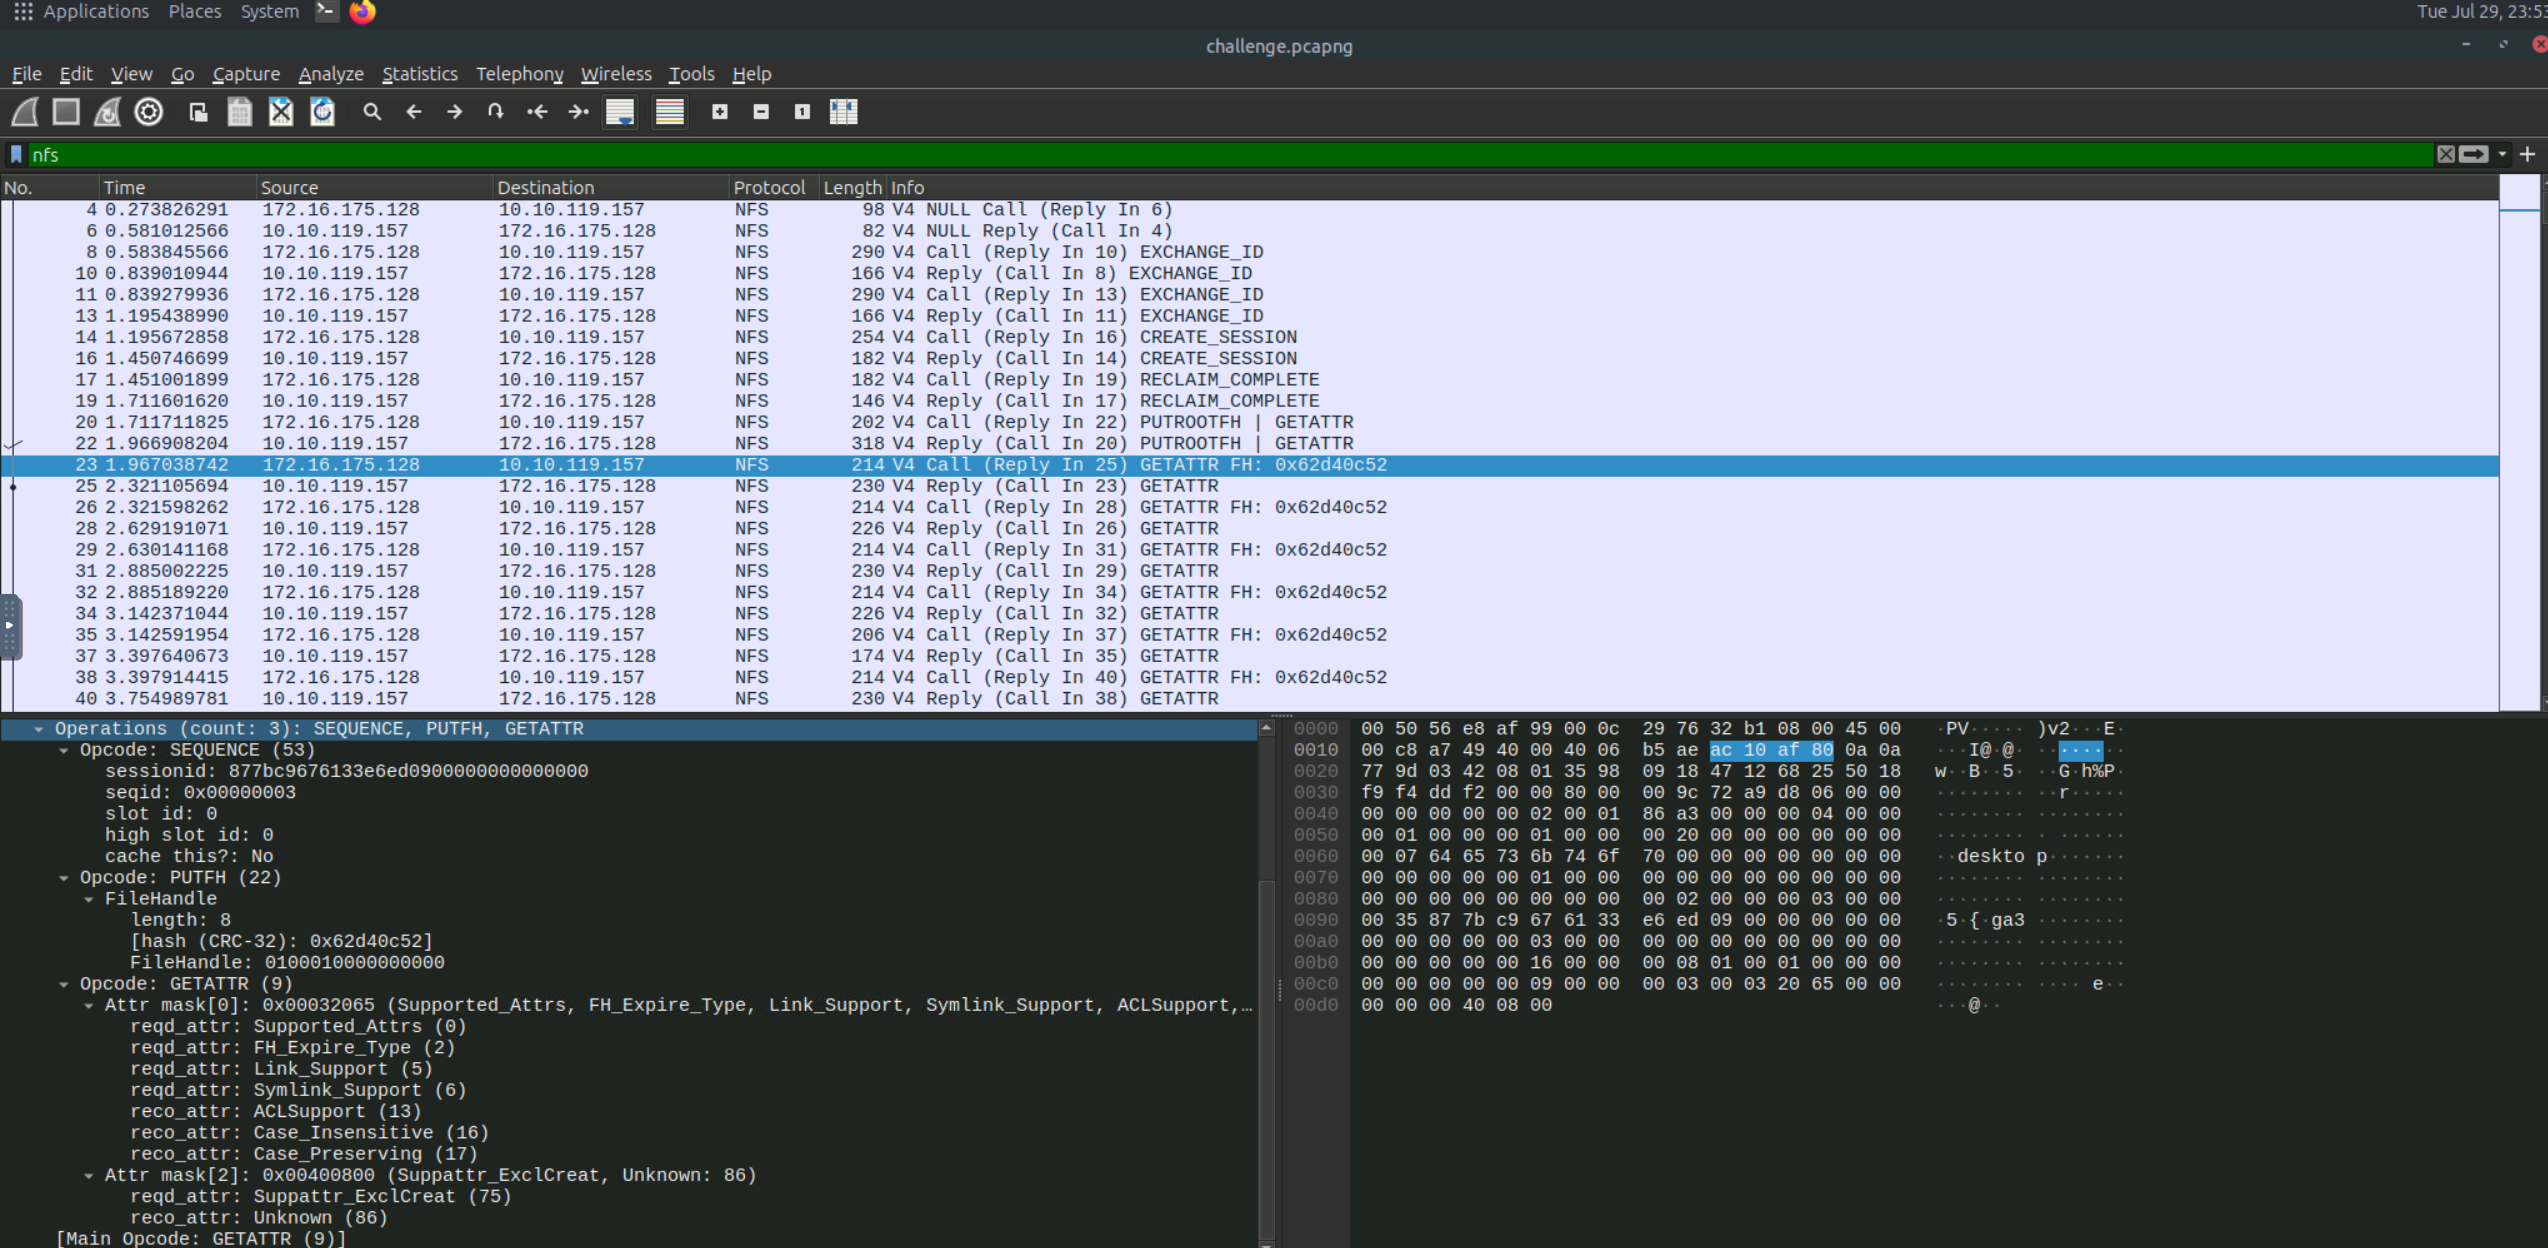 Applications Places System
Tue Jul 29, 23:53
challenge.pcapng
File Edit View Go Capture Analyze Statistics Telephony Wireless Tools Help
nfs
No. Time Source Destination Protocol Length Info
4 0.273826291 172.16.175.128 10.10.119.157 NFS 98 V4 NULL Call (Reply In 6)
6 0.581012566 10.10.119.157 172.16.175.128 NFS 82 V4 NULL Reply (Call In 4)
8 0.583845566 172.16.175.128 10.10.119.157 NFS 290 V4 Call (Reply In 10) EXCHANGE_ID
10 0.839010944 10.10.119.157 172.16.175.128 NFS 166 V4 Reply (Call In 8) EXCHANGE_ID
11 0.839279936 172.16.175.128 10.10.119.157 NFS 290 V4 Call (Reply In 13) EXCHANGE_ID
13 1.195438990 10.10.119.157 172.16.175.128 NFS 166 V4 Reply (Call In 11) EXCHANGE_ID
14 1.195672858 172.16.175.128 10.10.119.157 NFS 254 V4 Call (Reply In 16) CREATE_SESSION
16 1.450746699 10.10.119.157 172.16.175.128 NFS 182 V4 Reply (Call In 14) CREATE_SESSION
17 1.451001899 172.16.175.128 10.10.119.157 NFS 182 V4 Call (Reply In 19) RECLAIM_COMPLETE
19 1.711601620 10.10.119.157 172.16.175.128 NFS 146 V4 Reply (Call In 17) RECLAIM_COMPLETE
20 1.711711825 172.16.175.128 10.10.119.157 NFS 202 V4 Call (Reply In 22) PUTROOTFH | GETATTR
22 1.966908204 10.10.119.157 172.16.175.128 NFS 318 V4 Reply (Call In 20) PUTROOTFH | GETATTR
23 1.967038742 172.16.175.128 10.10.119.157 NFS 214 V4 Call (Reply In 25) GETATTR FH: 0x62d40c52
25 2.321105694 10.10.119.157 172.16.175.128 NFS 230 V4 Reply (Call In 23) GETATTR
26 2.321598262 172.16.175.128 10.10.119.157 NFS 214 V4 Call (Reply In 28) GETATTR FH: 0x62d40c52
28 2.629191071 10.10.119.157 172.16.175.128 NFS 226 V4 Reply (Call In 26) GETATTR
29 2.630141168 172.16.175.128 10.10.119.157 NFS 214 V4 Call (Reply In 31) GETATTR FH: 0x62d40c52
31 2.885002225 10.10.119.157 172.16.175.128 NFS 230 V4 Reply (Call In 29) GETATTR
32 2.885189220 172.16.175.128 10.10.119.157 NFS 214 V4 Call (Reply In 34) GETATTR FH: 0x62d40c52
34 3.142371044 10.10.119.157 172.16.175.128 NFS 226 V4 Reply (Call In 32) GETATTR
35 3.142591954 172.16.175.128 10.10.119.157 NFS 206 V4 Call (Reply In 37) GETATTR FH: 0x62d40c52
37 3.397640673 10.10.119.157 172.16.175.128 NFS 174 V4 Reply (Call In 35) GETATTR
38 3.397914415 172.16.175.128 10.10.119.157 NFS 214 V4 Call (Reply In 40) GETATTR FH: 0x62d40c52
40 3.754989781 10.10.119.157 172.16.175.128 NFS 230 V4 Reply (Call In 38) GETATTR
Operations (count: 3): SEQUENCE, PUTFH, GETATTR
Opcode: SEQUENCE (53)
sessionid: 877bc9676133e6ed0900000000000000
seqid: 0x00000003
slot id: 0
high slot id: 0
cache this?: No
Opcode: PUTFH (22)
FileHandle
length: 8
[hash (CRC-32): 0x62d40c52]
FileHandle: 0100010000000000
Opcode: GETATTR (9)
Attr mask[0]: 0x00032065 (Supported_Attrs, FH_Expire_Type, Link_Support, Symlink_Support, ACLSupport,…
reqd_attr: Supported_Attrs (0)
reqd_attr: FH_Expire_Type (2)
reqd_attr: Link_Support (5)
reqd_attr: Symlink_Support (6)
reco_attr: ACLSupport (13)
reco_attr: Case_Insensitive (16)
reco_attr: Case_Preserving (17)
Attr mask[2]: 0x00400800 (Suppattr_ExclCreat, Unknown: 86)
reqd_attr: Suppattr_ExclCreat (75)
reco_attr: Unknown (86)
[Main Opcode: GETATTR (9)]
0000 00 50 56 e8 af 99 00 0c 29 76 32 b1 08 00 45 00 ·PV····· )v2···E·
0010 00 c8 a7 49 40 00 40 06 b5 ae ac 10 af 80 0a 0a ···I@·@· ········
0020 77 9d 03 42 08 01 35 98 09 18 47 12 68 25 50 18 w··B··5· ··G·h%P·
0030 f9 f4 dd f2 00 00 80 00 00 9c 72 a9 d8 06 00 00 ········ ··r·····
0040 00 00 00 00 00 02 00 01 86 a3 00 00 00 04 00 00 ········ ········
0050 00 01 00 00 00 01 00 00 00 20 00 00 00 00 00 00 ········ · ······
0060 00 07 64 65 73 6b 74 6f 70 00 00 00 00 00 00 00 ··deskto p·······
0070 00 00 00 00 00 01 00 00 00 00 00 00 00 00 00 00 ········ ········
0080 00 00 00 00 00 00 00 00 00 02 00 00 00 03 00 00 ········ ········
0090 00 35 87 7b c9 67 61 33 e6 ed 09 00 00 00 00 00 ·5·{·ga3 ········
00a0 00 00 00 00 00 03 00 00 00 00 00 00 00 00 00 00 ········ ········
00b0 00 00 00 00 00 16 00 00 00 08 01 00 01 00 00 00 ········ ········
00c0 00 00 00 00 00 09 00 00 00 03 00 03 20 65 00 00 ········ ···· e··
00d0 00 00 00 40 08 00 ···@··